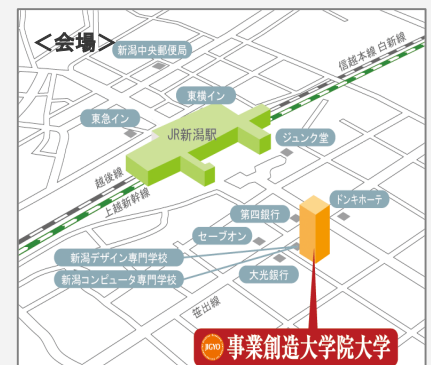 ＜会場＞
新潟中央郵便局
信越本線 白新線
東横イン
東急イン
JR新潟駅
ジュンク堂
越後線
上越新幹線
第四銀行
ドンキホーテ
セーブオン
新潟デザイン専門学校
大光銀行
新潟コンピュータ専門学校
笹出線
JIGYO 事業創造大学院大学